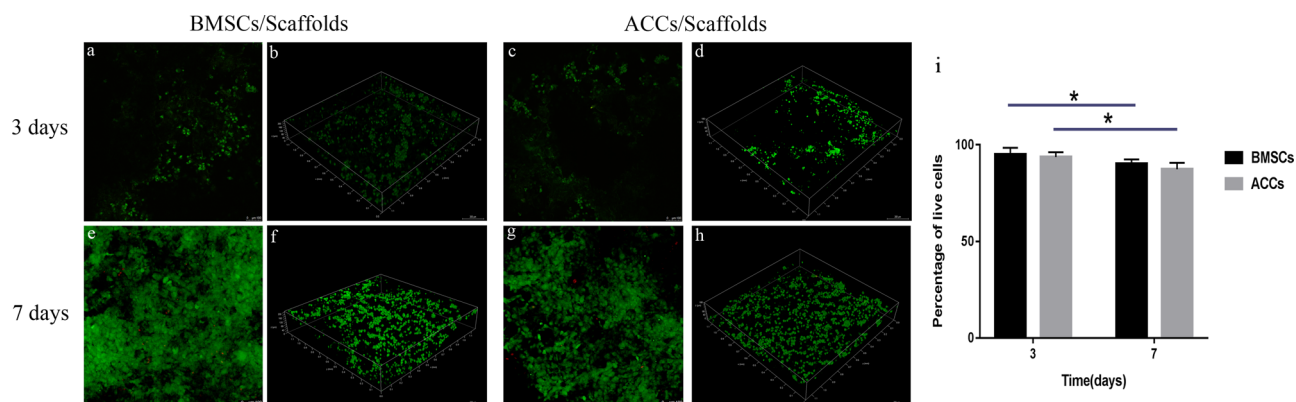 BMSCs/Scaffolds
ACCs/Scaffolds
3 days
7 days
a
b
c
d
e
f
g
h
i
*
*
100
50
0
Percentage of live cells
3
7
Time(days)
BMSCs
ACCs